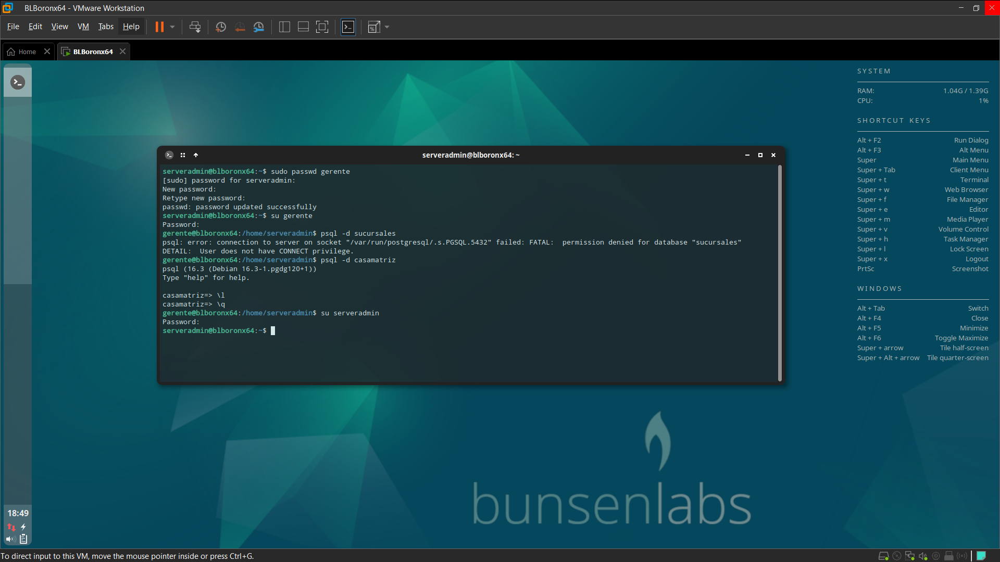 BLBoronx64 - VMware Workstation
File Edit View VM Tabs Help
Home BLBoronx64
SYSTEM
RAM: 1.04G / 1.39G
CPU: 1%
SHORTCUT KEYS
Alt + F2 Run Dialog
Alt + F3 Alt Menu
Super Main Menu
Super + Tab Client Menu
Super + t Terminal
Super + w Web Browser
Super + f File Manager
Super + e Editor
Super + m Media Player
Super + v Volume Control
Super + h Task Manager
Super + l Lock Screen
Super + x Logout
PrtSc Screenshot
WINDOWS
Alt + Tab Switch
Alt + F4 Close
Alt + F5 Minimize
Alt + F6 Toggle Maximize
Super + arrow Tile half-screen
Super + Alt + arrow Tile quarter-screen
serveradmin@blboronx64: ~
serveradmin@blboronx64:~$ sudo passwd gerente
[sudo] password for serveradmin:
New password:
Retype new password:
passwd: password updated successfully
serveradmin@blboronx64:~$ su gerente
Password:
gerente@blboronx64:/home/serveradmin$ psql -d sucursales
psql: error: connection to server on socket "/var/run/postgresql/.s.PGSQL.5432" failed: FATAL:  permission denied for database "sucursales"
DETAIL:  User does not have CONNECT privilege.
gerente@blboronx64:/home/serveradmin$ psql -d casamatriz
psql (16.3 (Debian 16.3-1.pgdg120+1))
Type "help" for help.
casamatriz=> \l
casamatriz=> \q
gerente@blboronx64:/home/serveradmin$ su serveradmin
Password:
serveradmin@blboronx64:~$
bunsenlabs
18:49
To direct input to this VM, move the mouse pointer inside or press Ctrl+G.